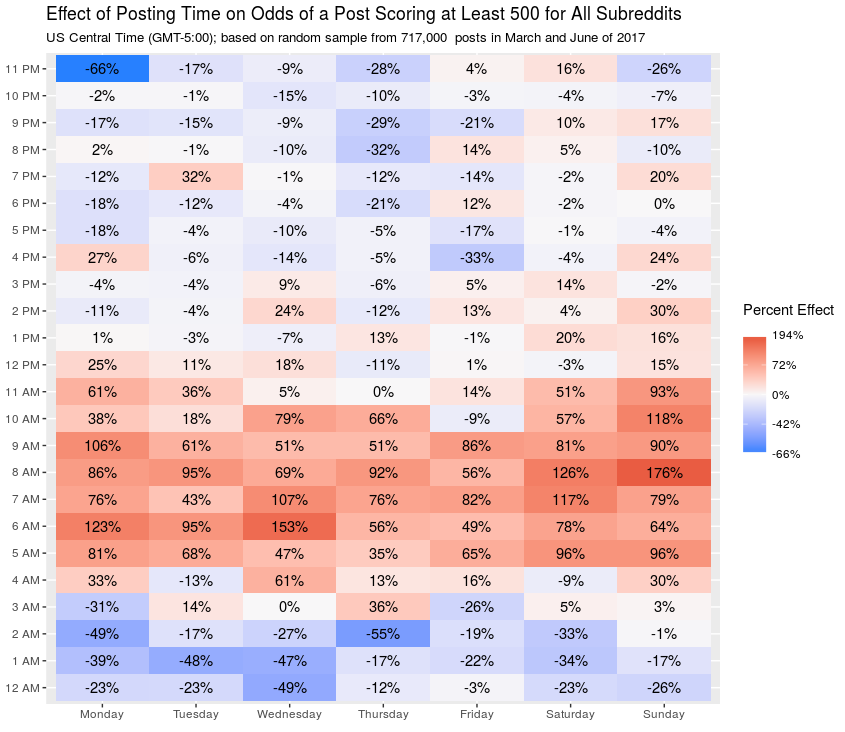 Effect of Posting Time on Odds of a Post Scoring at Least 500 for All Subreddits
US Central Time (GMT-5:00); based on random sample from 717,000  posts in March and June of 2017
11 PM -66% -17% -9% -28% 4% 16% -26%
10 PM -2% -1% -15% -10% -3% -4% -7%
9 PM -17% -15% -9% -29% -21% 10% 17%
8 PM 2% -1% -10% -32% 14% 5% -10%
7 PM -12% 32% -1% -12% -14% -2% 20%
6 PM -18% -12% -4% -21% 12% -2% 0%
5 PM -18% -4% -10% -5% -17% -1% -4%
4 PM 27% -6% -14% -5% -33% -4% 24%
3 PM -4% -4% 9% -6% 5% 14% -2%
2 PM -11% -4% 24% -12% 13% 4% 30%
1 PM 1% -3% -7% 13% -1% 20% 16%
12 PM 25% 11% 18% -11% 1% -3% 15%
11 AM 61% 36% 5% 0% 14% 51% 93%
10 AM 38% 18% 79% 66% -9% 57% 118%
9 AM 106% 61% 51% 51% 86% 81% 90%
8 AM 86% 95% 69% 92% 56% 126% 176%
7 AM 76% 43% 107% 76% 82% 117% 79%
6 AM 123% 95% 153% 56% 49% 78% 64%
5 AM 81% 68% 47% 35% 65% 96% 96%
4 AM 33% -13% 61% 13% 16% -9% 30%
3 AM -31% 14% 0% 36% -26% 5% 3%
2 AM -49% -17% -27% -55% -19% -33% -1%
1 AM -39% -48% -47% -17% -22% -34% -17%
12 AM -23% -23% -49% -12% -3% -23% -26%
Monday Tuesday Wednesday Thursday Friday Saturday Sunday
Percent Effect
194%
72%
0%
-42%
-66%